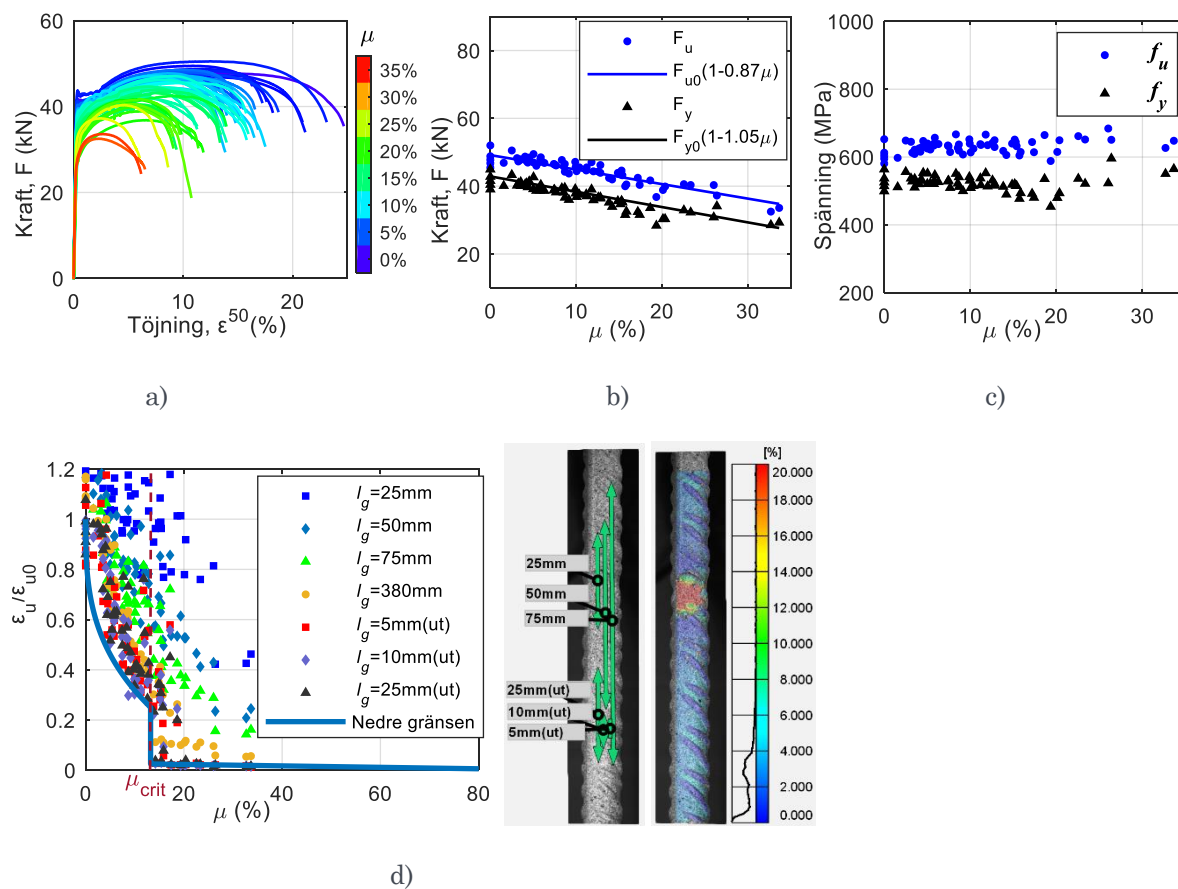 60
50
40
30
20
10
0
0
10
20
Kraft, F (kN)
Töjning, ε50(%)
μ
35%
30%
25%
20%
15%
10%
5%
0%
a)
80
60
40
20
0
10
20
30
Kraft, F (kN)
μ (%)
Fu
Fu0(1-0.87μ)
Fy
Fy0(1-1.05μ)
b)
1000
800
600
400
200
0
10
20
30
Spänning (MPa)
μ (%)
fu
fy
c)
1.2
1
0.8
0.6
0.4
0.2
0
0
20
40
60
80
εu/εu0
μcrit
μ (%)
lg=25mm
lg=50mm
lg=75mm
lg=380mm
lg=5mm(ut)
lg=10mm(ut)
lg=25mm(ut)
Nedre gränsen
25mm
50mm
75mm
25mm(ut)
10mm(ut)
5mm(ut)
[%]
20.000
18.000
16.000
14.000
12.000
10.000
8.000
6.000
4.000
2.000
0.000
d)